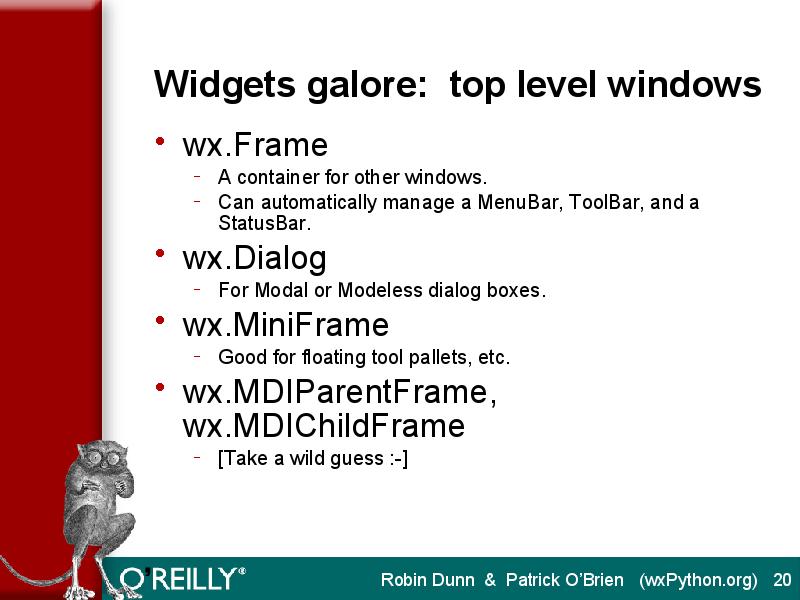 Widgets galore:  top level windows
• wx.Frame
– A container for other windows.
– Can automatically manage a MenuBar, ToolBar, and a
StatusBar.
• wx.Dialog
– For Modal or Modeless dialog boxes.
• wx.MiniFrame
– Good for floating tool pallets, etc.
• wx.MDIParentFrame,
wx.MDIChildFrame
– [Take a wild guess :-]
O'REILLY®
Robin Dunn & Patrick O'Brien (wxPython.org) 20